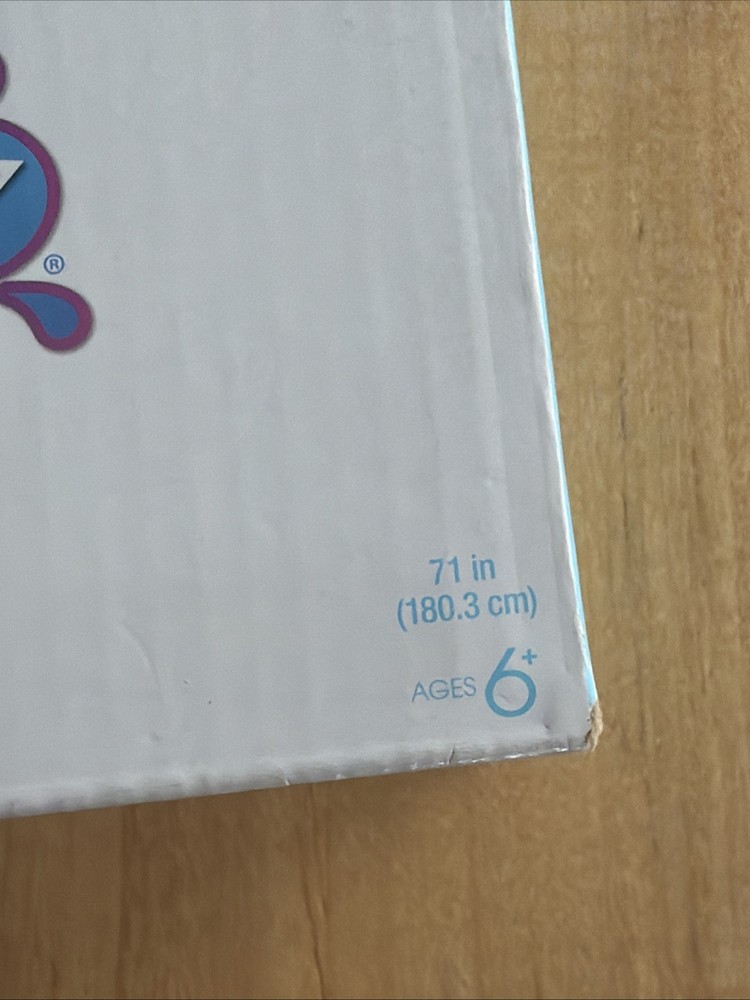 ®
71 in
(180.3 cm)
AGES 6+